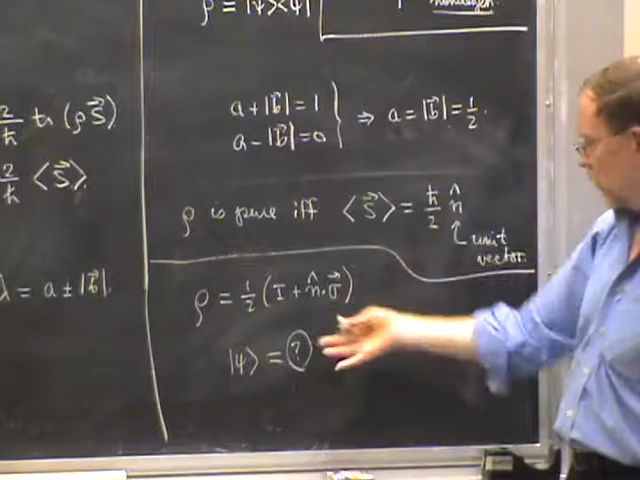 2/ħ tr (ρS⃗)
2/ħ ⟨S⃗⟩
λ = a ± |b⃗|
ρ = |ψ⟩⟨ψ|
a + |b⃗| = 1
a - |b⃗| = 0 } ⇒ a = |b⃗| = 1/2.
ρ is pure iff ⟨S⃗⟩ = ħ/2 n̂
unit
vector.
ρ = 1/2 (I + n̂·σ⃗)
|ψ⟩ = ?